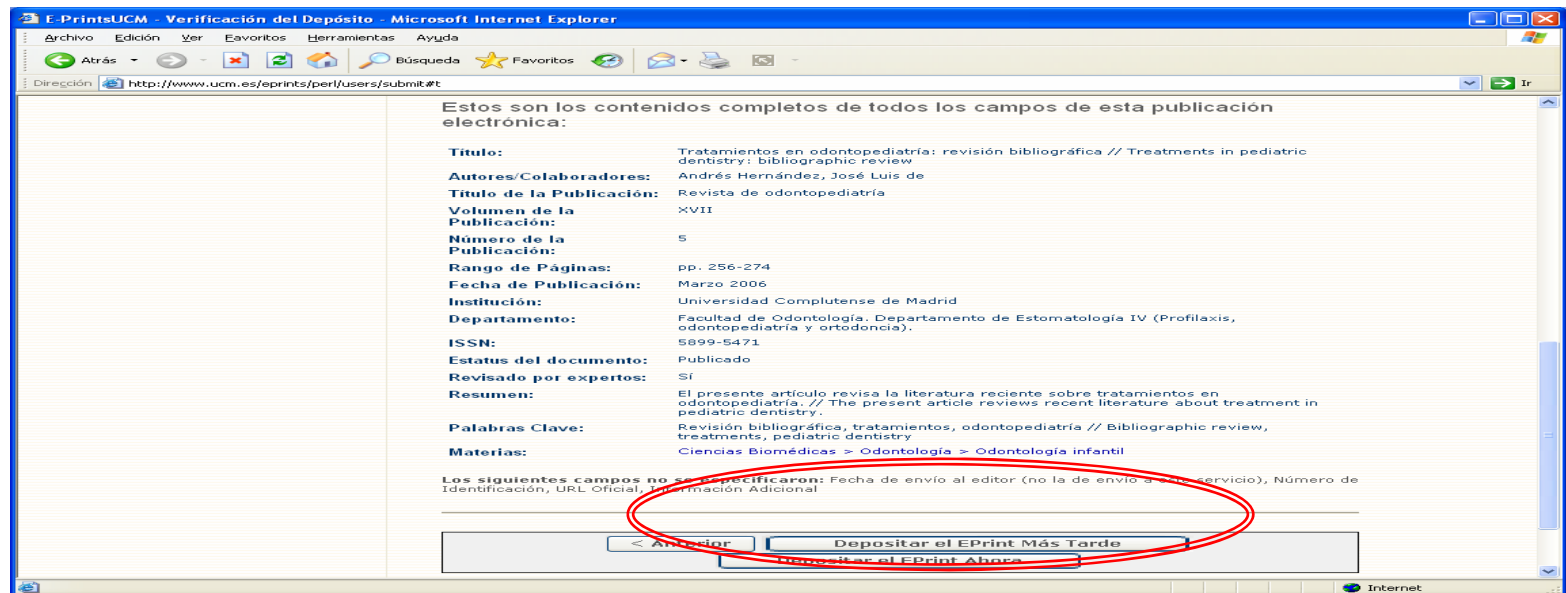 E-PrintsUCM - Verificación del Depósito - Microsoft Internet Explorer
Archivo Edición Ver Favoritos Herramientas Ayuda
Atrás Búsqueda Favoritos
Dirección http://www.ucm.es/eprints/perl/users/submit#t Ir
Estos son los contenidos completos de todos los campos de esta publicación
electrónica:
Título: Tratamientos en odontopediatría: revisión bibliográfica // Treatments in pediatric
dentistry: bibliographic review
Autores/Colaboradores: Andrés Hernández, José Luis de
Título de la Publicación: Revista de odontopediatría
Volumen de la XVII
Publicación:
Número de la 5
Publicación:
Rango de Páginas: pp. 256-274
Fecha de Publicación: Marzo 2006
Institución: Universidad Complutense de Madrid
Departamento: Facultad de Odontología. Departamento de Estomatología IV (Profilaxis,
odontopediatría y ortodoncia).
ISSN: 5899-5471
Estatus del documento: Publicado
Revisado por expertos: Sí
Resumen: El presente artículo revisa la literatura reciente sobre tratamientos en
odontopediatría. // The present article reviews recent literature about treatment in
pediatric dentistry.
Palabras Clave: Revisión bibliográfica, tratamientos, odontopediatría // Bibliographic review,
treatments, pediatric dentistry
Materias: Ciencias Biomédicas > Odontología > Odontología infantil
Los siguientes campos no se especificaron: Fecha de envío al editor (no la de envío a este servicio), Número de
Identificación, URL Oficial, Información Adicional
< Anterior Depositar el EPrint Más Tarde
Depositar el EPrint Ahora
Internet